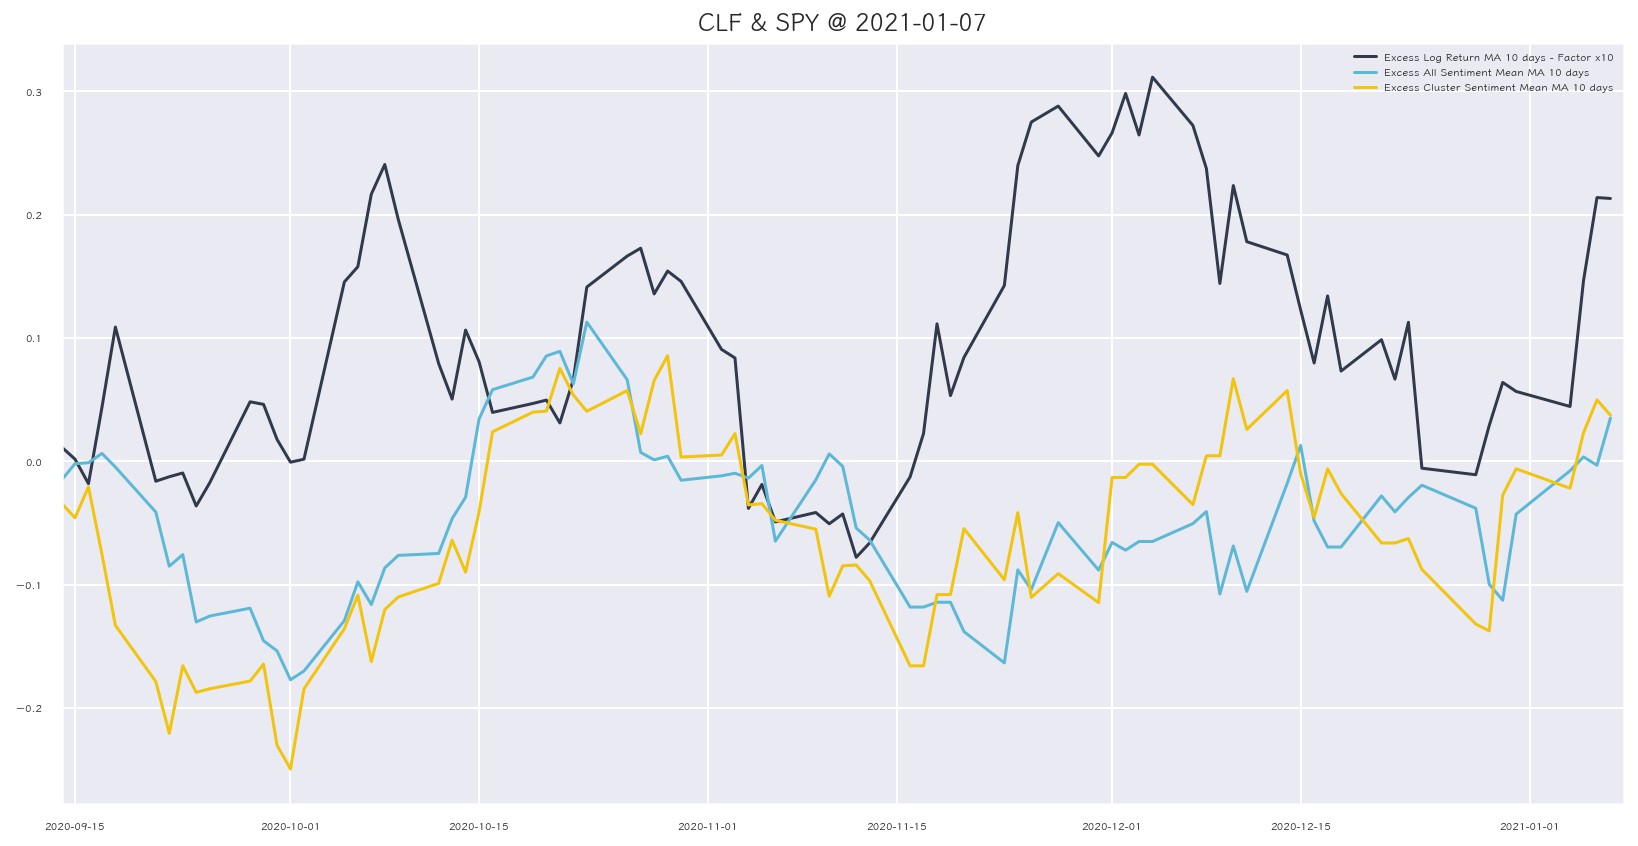 CLF & SPY @ 2021-01-07
Excess Log Return MA 10 days - Factor x10
Excess All Sentiment Mean MA 10 days
Excess Cluster Sentiment Mean MA 10 days
0.3
0.2
0.1
0.0
−0.1
−0.2
2020-09-15 2020-10-01 2020-10-15 2020-11-01 2020-11-15 2020-12-01 2020-12-15 2021-01-01